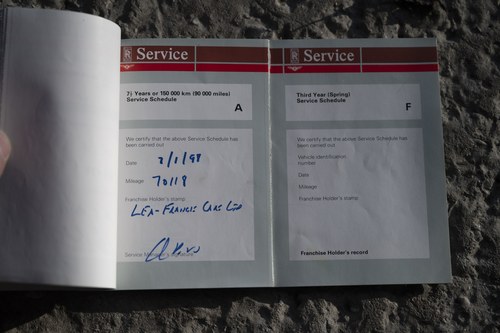 Service
7½ Years or 150 000 km (90 000 miles)
Service Schedule
A
We certify that the above Service Schedule has
been carried out
Date 2/1/98
Mileage 70118
Franchise Holder's stamp
LEA-FRANCIS CARS LTD
Service
Service
Third Year (Spring)
Service Schedule
F
We certify that the above Service Schedule has
been carried out
Vehicle identification
number
Date
Mileage
Franchise Holder's stamp
Franchise Holder's record